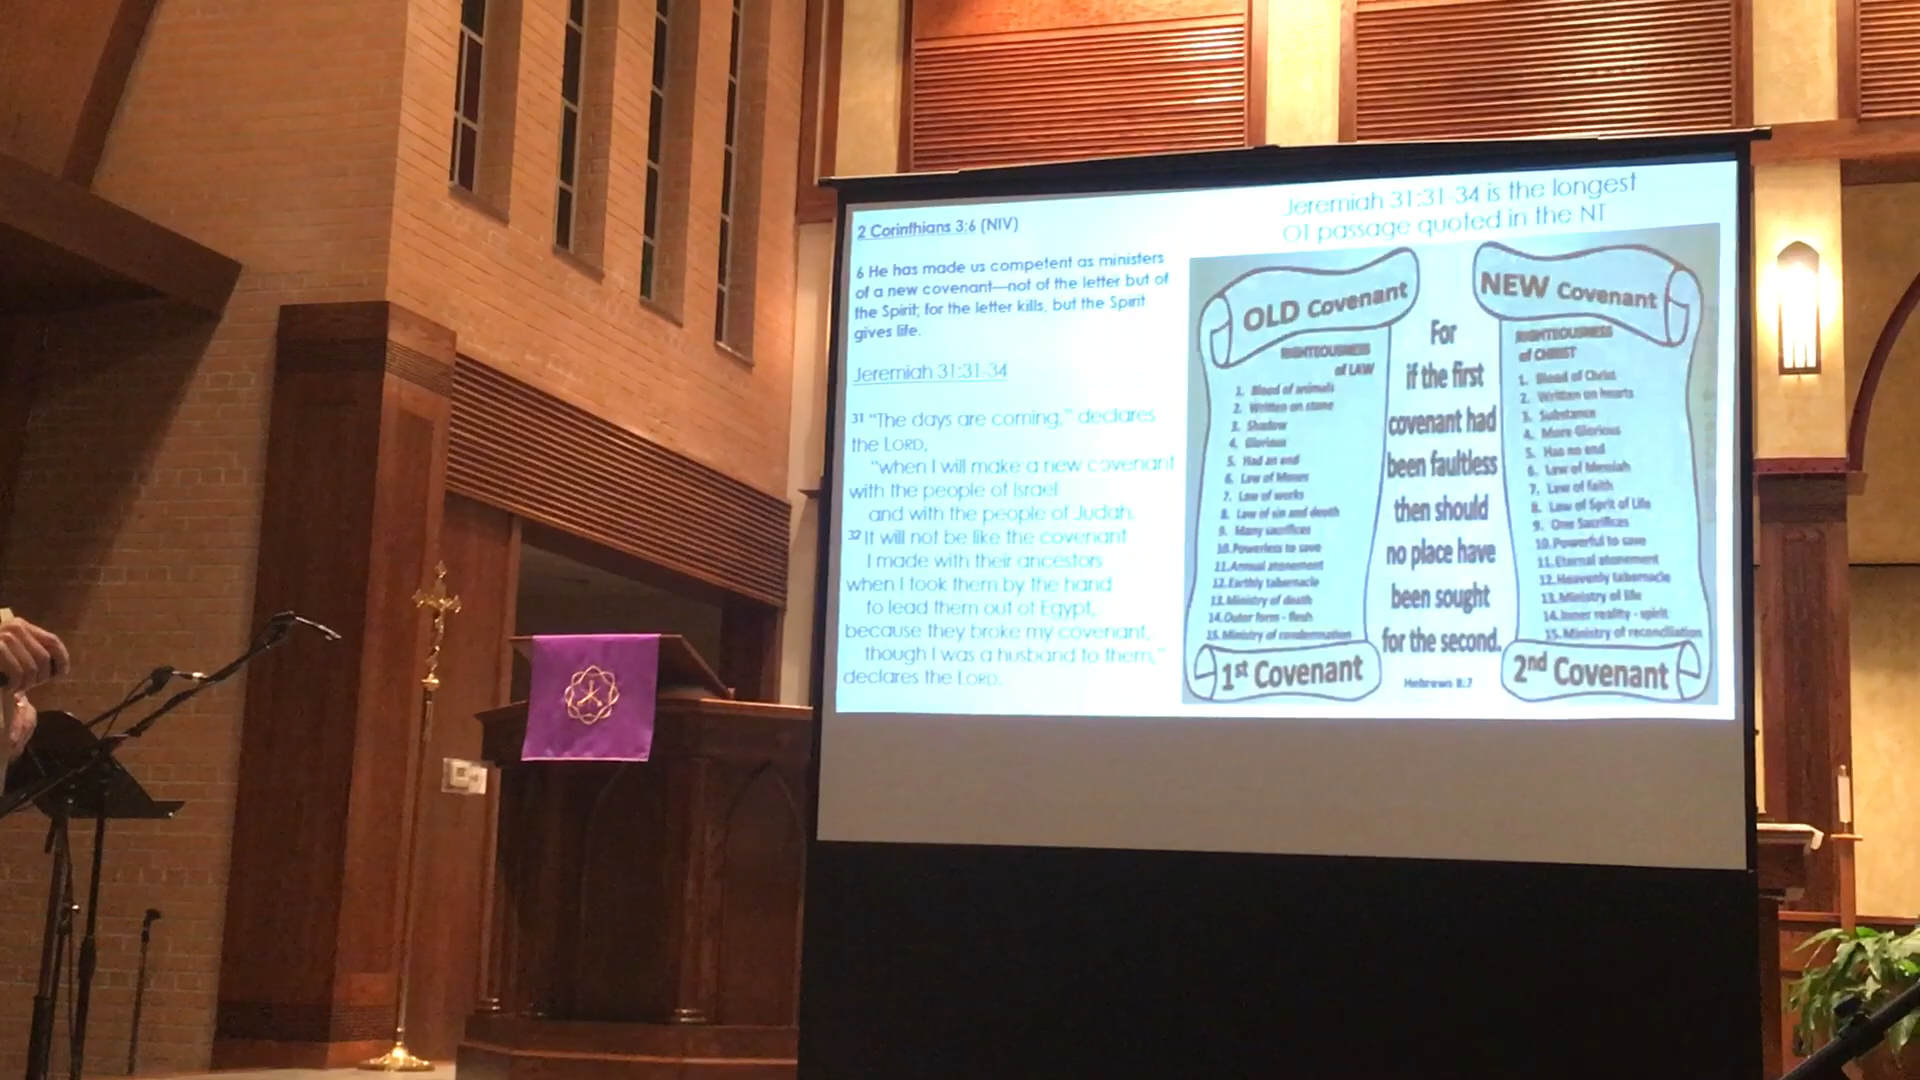 2 Corinthians 3:6 (NIV)
6 He has made us competent as ministers
of a new covenant—not of the letter but of
the Spirit; for the letter kills, but the Spirit
gives life.
Jeremiah 31:31-34
31 “The days are coming,” declares
the LORD,
“when I will make a new covenant
with the people of Israel
and with the people of Judah.
32 It will not be like the covenant
I made with their ancestors
when I took them by the hand
to lead them out of Egypt,
because they broke my covenant,
though I was a husband to them,”
declares the LORD.
Jeremiah 31:31-34 is the longest
OT passage quoted in the NT
OLD Covenant
RIGHTEOUSNESS
of LAW
1. Blood of animals
2. Written on stone
3. Shadow
4. Glorious
5. Had an end
6. Law of Moses
7. Law of works
8. Law of sin and death
9. Many sacrifices
10. Powerless to save
11. Annual atonement
12. Earthly tabernacle
13. Ministry of death
14. Outer form - flesh
15. Ministry of condemnation
1st Covenant
For
if the first
covenant had
been faultless
then should
no place have
been sought
for the second.
Hebrews 8:7
NEW Covenant
RIGHTEOUSNESS
of CHRIST
1. Blood of Christ
2. Written on hearts
3. Substance
4. More Glorious
5. Has no end
6. Law of Messiah
7. Law of faith
8. Law of Sprit of Life
9. One Sacrifices
10. Powerful to save
11. Eternal atonement
12. Heavenly tabernacle
13. Ministry of life
14. Inner reality - spirit
15. Ministry of reconciliation
2nd Covenant